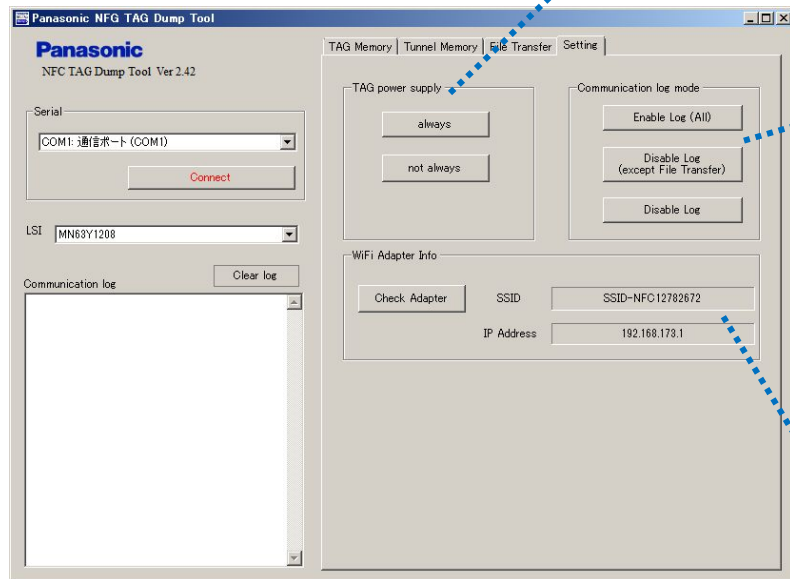 Panasonic NFG TAG Dump Tool
Panasonic
NFC TAG Dump Tool Ver 2.42
Serial
COM1: 通信ポート (COM1)
Connect
LSI MN63Y1208
Communication log
Clear log
TAG Memory
Tunnel Memory
File Transfer
Setting
TAG power supply
always
not always
Communication log mode
Enable Log (All)
Disable Log
(except File Transfer)
Disable Log
WiFi Adapter Info
Check Adapter
SSID
SSID-NFC12782672
IP Address
192.168.173.1